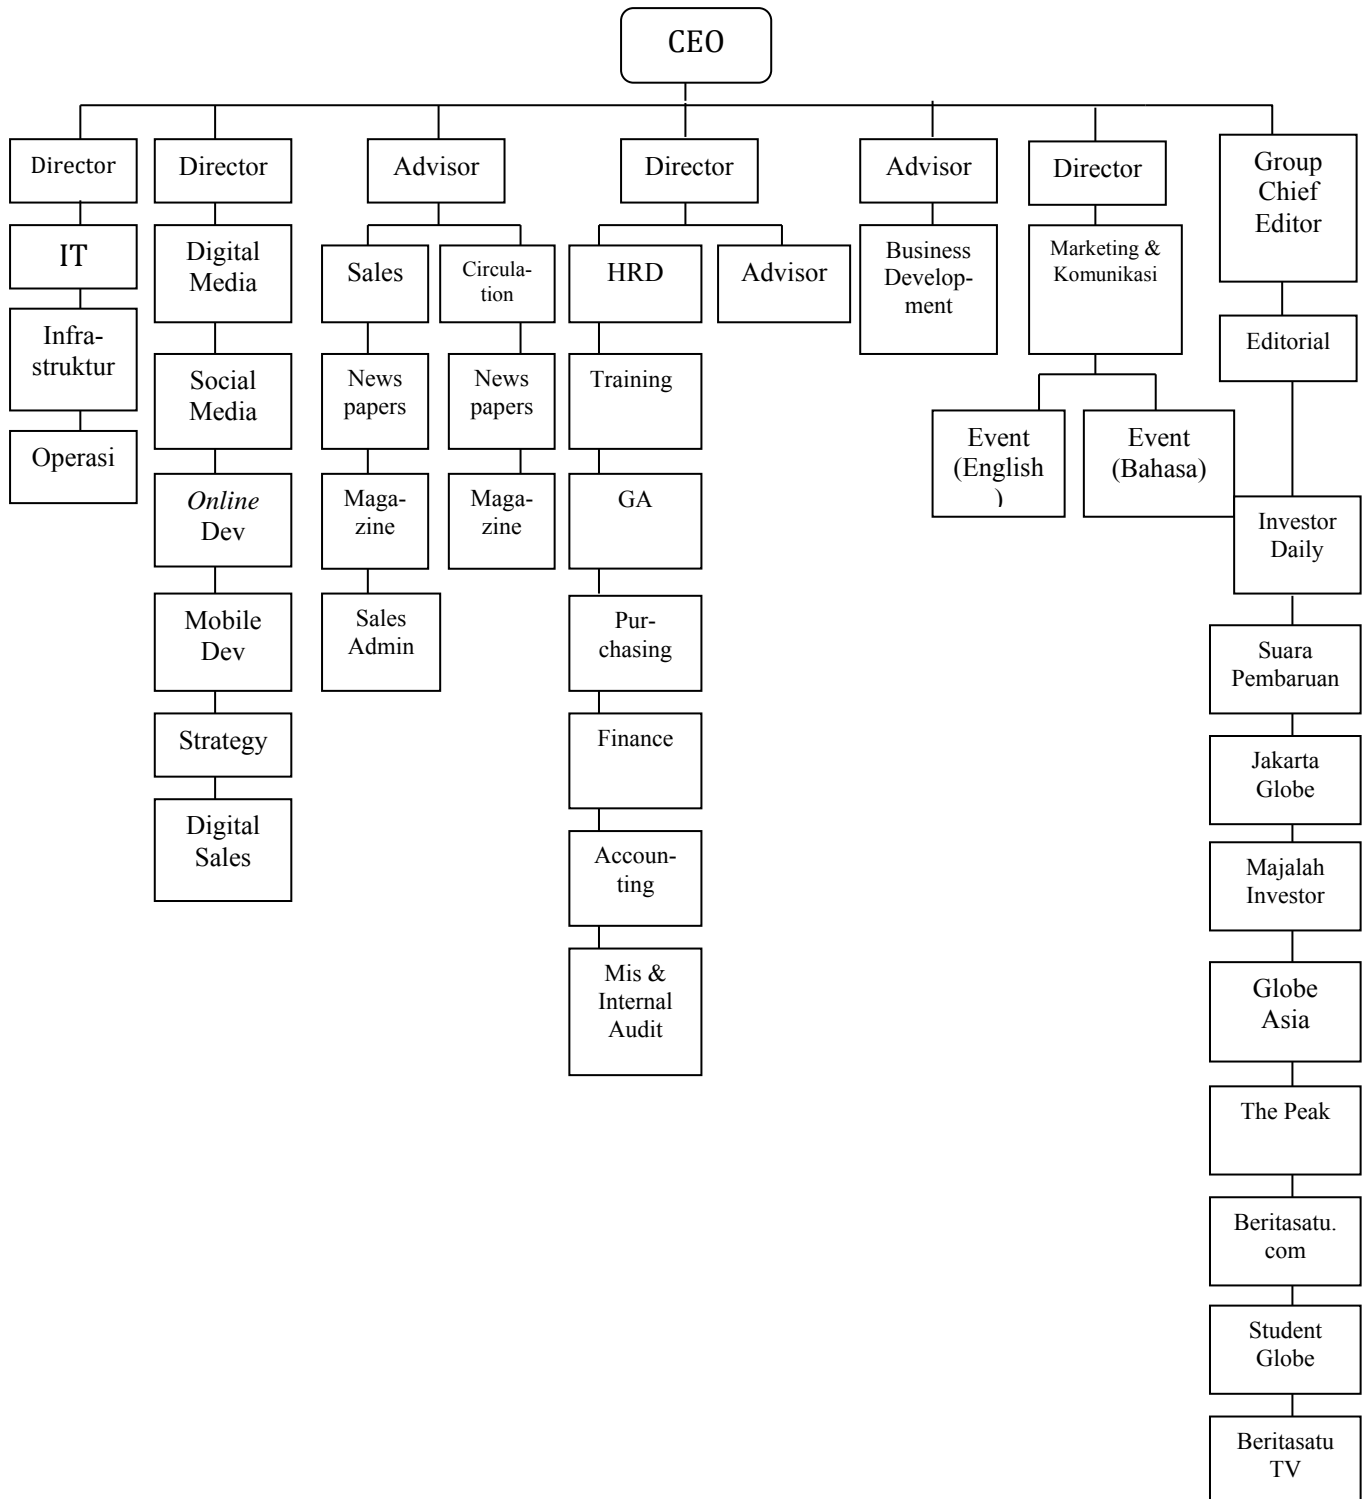 CEO
Director
Director
Advisor
Director
Advisor
Director
Group
Chief
Editor
IT
Digital
Media
Sales
Circula-
tion
HRD
Advisor
Business
Develop-
ment
Marketing &
Komunikasi
Editorial
Infra-
struktur
Social
Media
News
papers
News
papers
Training
Event
(English
)
Event
(Bahasa)
Operasi
Online
Dev
Maga-
zine
Maga-
zine
GA
Investor
Daily
Mobile
Dev
Sales
Admin
Pur-
chasing
Suara
Pembaruan
Strategy
Finance
Jakarta
Globe
Digital
Sales
Accoun-
ting
Majalah
Investor
Mis &
Internal
Audit
Globe
Asia
The Peak
Beritasatu.
com
Student
Globe
Beritasatu
TV